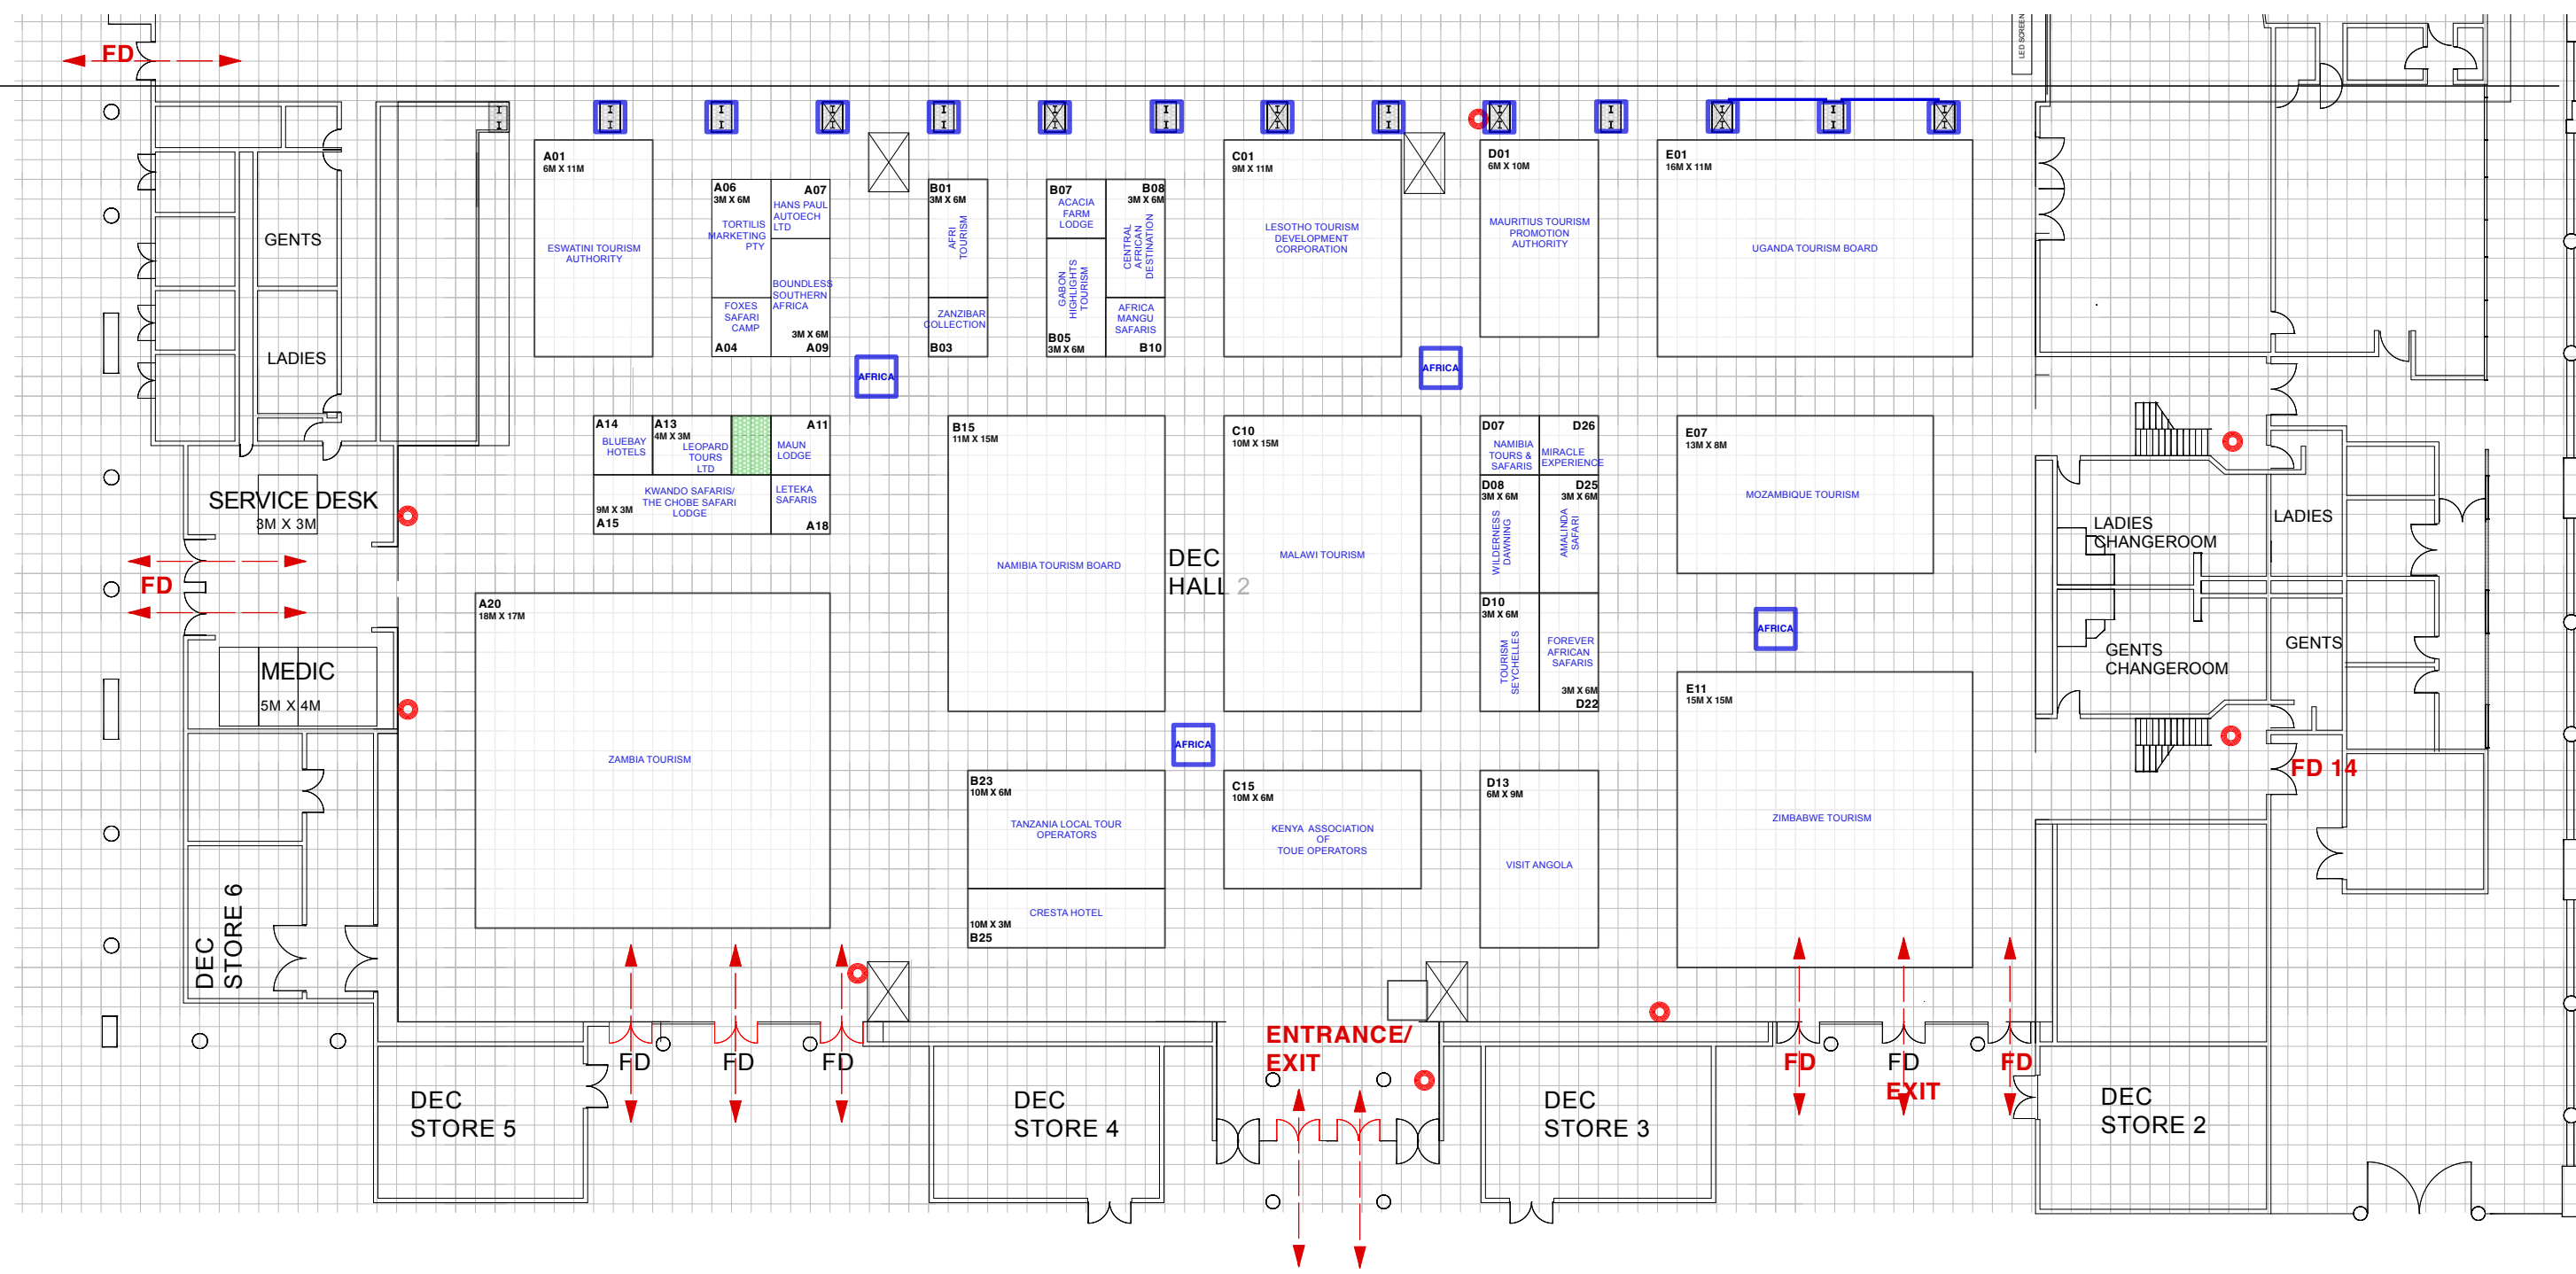 LED SCREEN
FD
A01
6M X 11M
ESWATINI TOURISM
AUTHORITY
A06
3M X 6M
TORTILIS
MARKETING
PTY
A07
HANS PAUL
AUTOECH
LTD
BOUNDLESS
SOUTHERN
AFRICA
3M X 6M
A09
FOXES
SAFARI
CAMP
A04
B01
3M X 6M
AFRI
TOURISM
ZANZIBAR
COLLECTION
B03
B07
ACACIA
FARM
LODGE
GABON
HIGHLIGHTS
TOURISM
B05
3M X 6M
B08
3M X 6M
CENTRAL
AFRICAN
DESTINATION
AFRICA
MANGU
SAFARIS
B10
C01
9M X 11M
LESOTHO TOURISM
DEVELOPMENT
CORPORATION
D01
6M X 10M
MAURITIUS TOURISM
PROMOTION
AUTHORITY
E01
16M X 11M
UGANDA TOURISM BOARD
GENTS
LADIES
AFRICA
AFRICA
A14
BLUEBAY
HOTELS
A13
4M X 3M
LEOPARD
TOURS
LTD
A11
MAUN
LODGE
KWANDO SAFARIS/
THE CHOBE SAFARI
LODGE
9M X 3M
A15
LETEKA
SAFARIS
A18
B15
11M X 15M
NAMIBIA TOURISM BOARD
C10
10M X 15M
MALAWI TOURISM
DEC
HALL 2
D07
NAMIBIA
TOURS &
SAFARIS
D26
MIRACLE
EXPERIENCE
D08
3M X 6M
WILDERNESS
DAWNING
D25
3M X 6M
AMALINDA
SAFARI
D10
3M X 6M
TOURISM
SEYCHELLES
FOREVER
AFRICAN
SAFARIS
3M X 6M
D22
E07
13M X 8M
MOZAMBIQUE TOURISM
AFRICA
SERVICE DESK
3M X 3M
FD
MEDIC
5M X 4M
LADIES
CHANGEROOM
LADIES
GENTS
CHANGEROOM
GENTS
FD 14
A20
18M X 17M
ZAMBIA TOURISM
AFRICA
B23
10M X 6M
TANZANIA LOCAL TOUR
OPERATORS
CRESTA HOTEL
10M X 3M
B25
C15
10M X 6M
KENYA ASSOCIATION
OF
TOUE OPERATORS
D13
6M X 9M
VISIT ANGOLA
E11
15M X 15M
ZIMBABWE TOURISM
DEC
STORE 6
FD
FD
FD
ENTRANCE/
EXIT
FD
FD
FD
EXIT
DEC
STORE 5
DEC
STORE 4
DEC
STORE 3
DEC
STORE 2